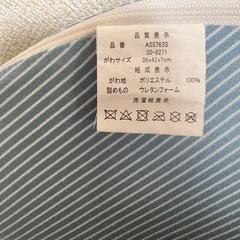 品質表示
品番 AS5763S
30-8271
がわサイズ 36x42x7cm
組成表示
がわ地 ポリエステル 100%
詰めもの ウレタンフォーム
洗濯絵表示